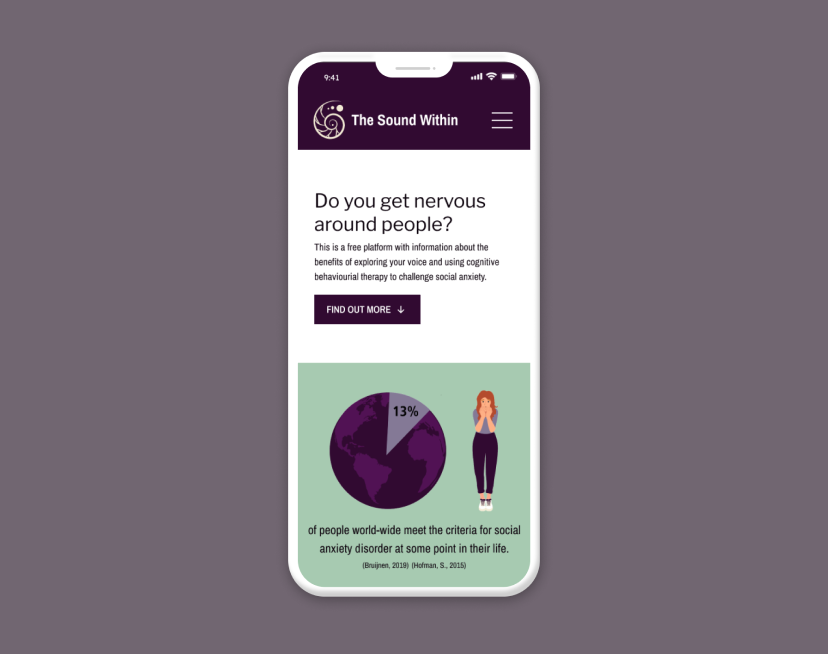 9:41
The Sound Within
Do you get nervous
around people?
This is a free platform with information about the
benefits of exploring your voice and using cognitive
behaviourial therapy to challenge social anxiety.
FIND OUT MORE ↓
13%
of people world-wide meet the criteria for social
anxiety disorder at some point in their life.
(Bruijnen, 2019) (Hofman, S., 2015)